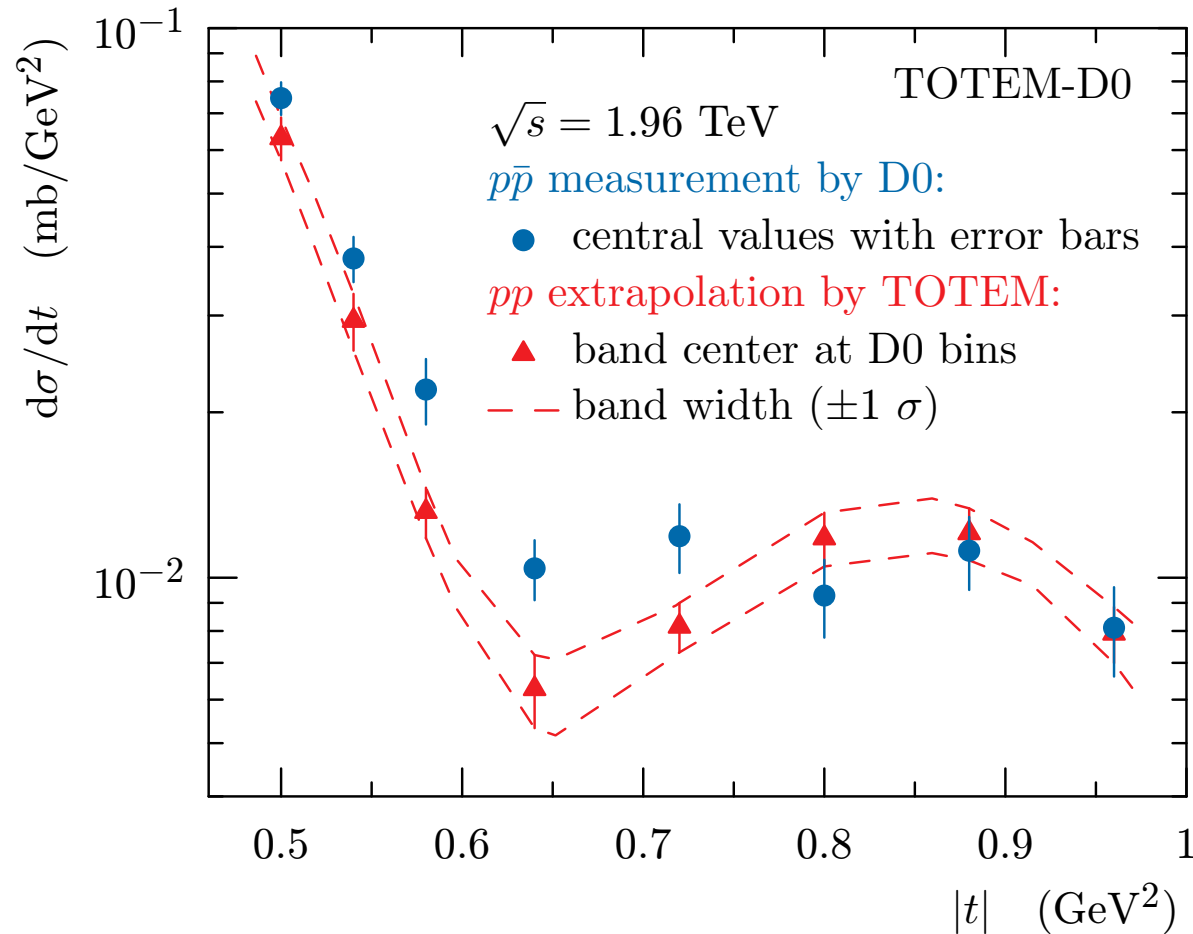 TOTEM-D0
√s = 1.96 TeV
pp̄ measurement by D0:
central values with error bars
pp extrapolation by TOTEM:
band center at D0 bins
band width (±1 σ)
dσ/dt (mb/GeV²)
10⁻¹
10⁻²
0.5 0.6 0.7 0.8 0.9 1
|t| (GeV²)